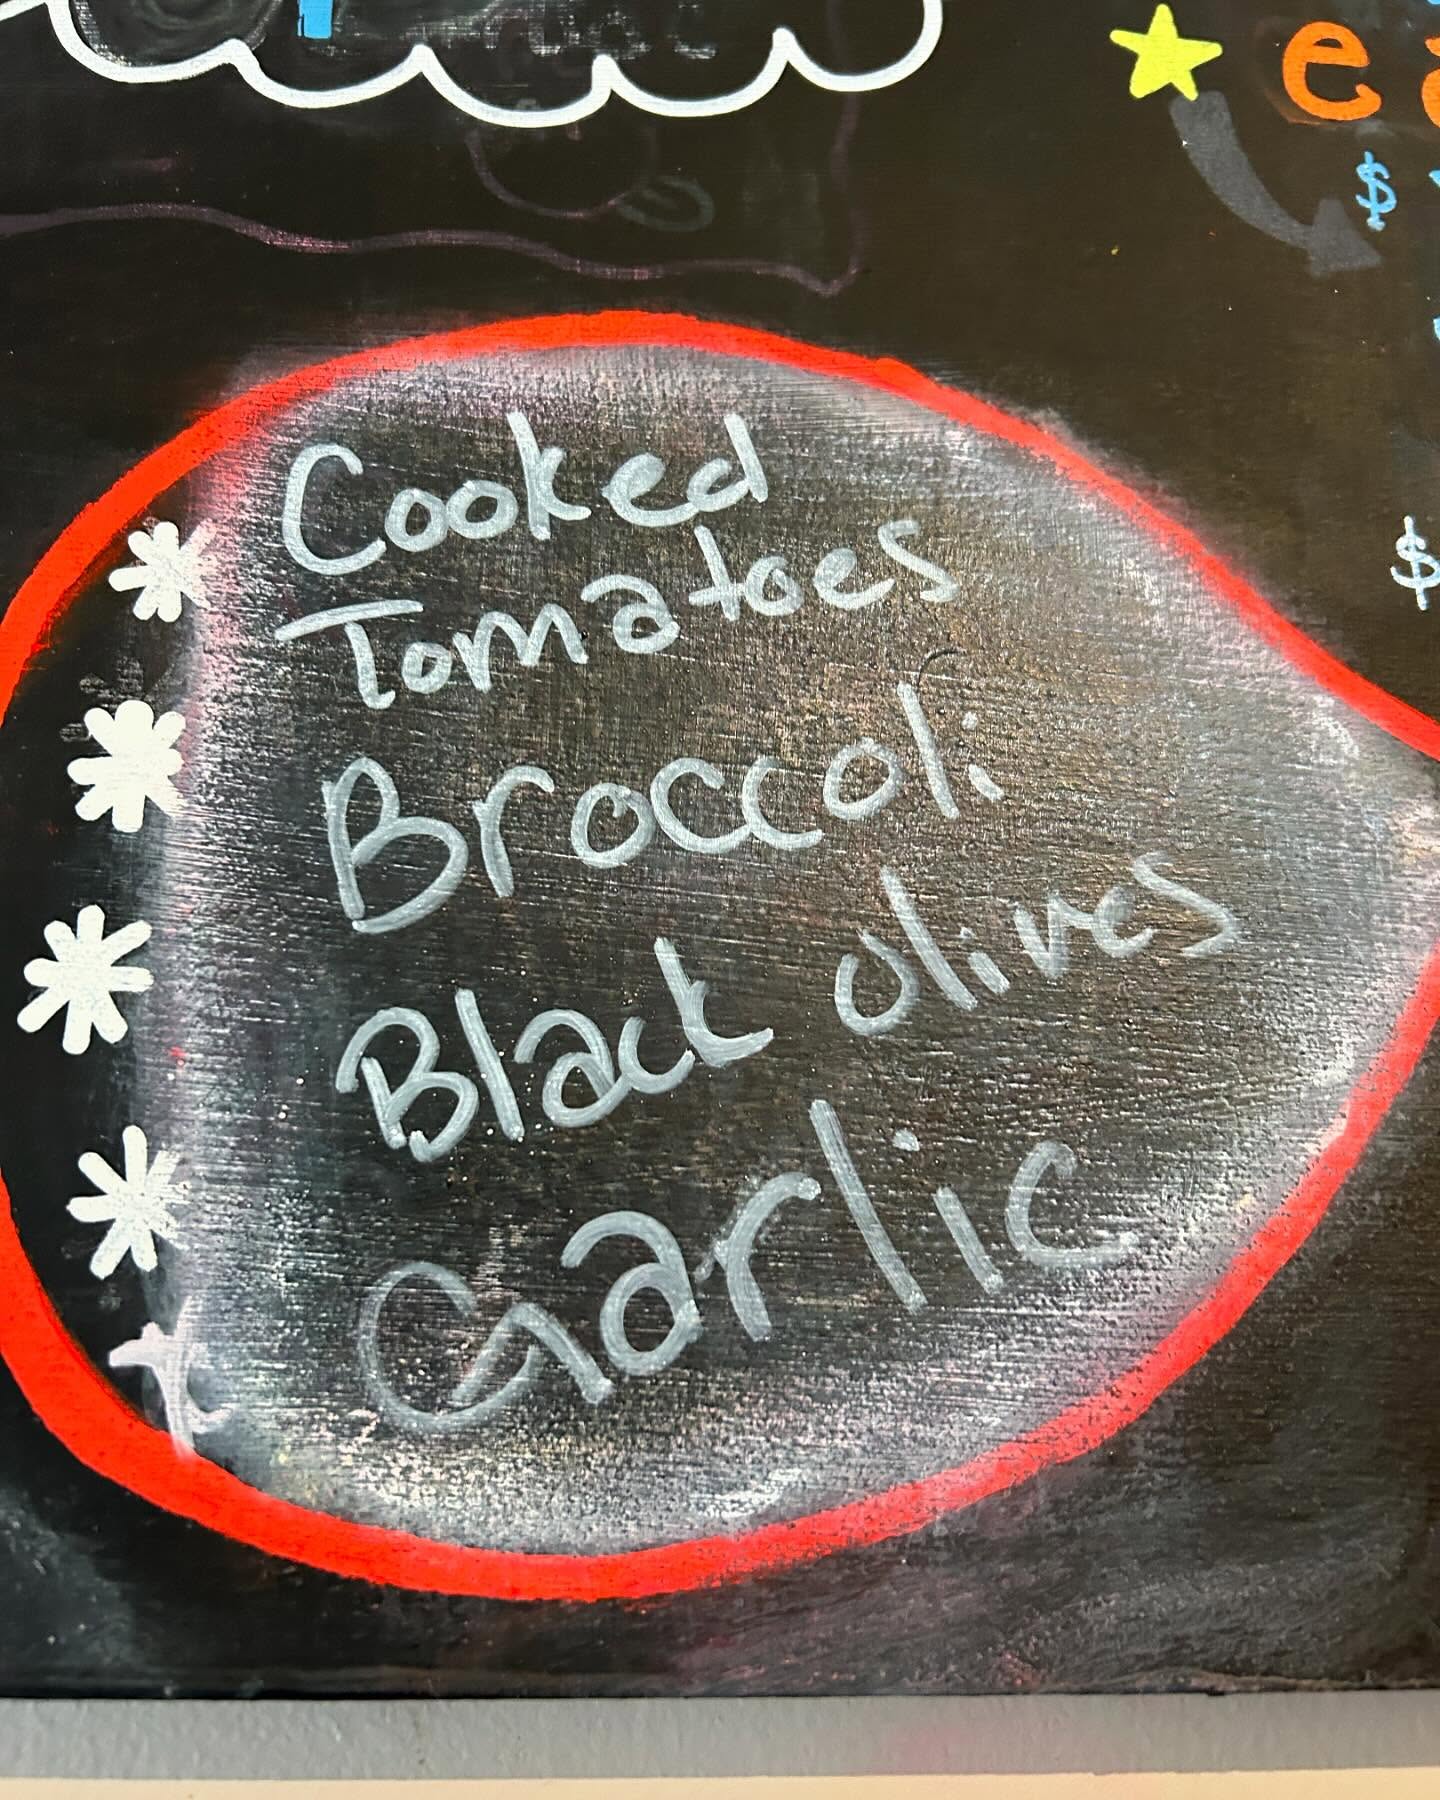 $
$
Cooked
Tomatoes
Broccoli
Black olives
Garlic